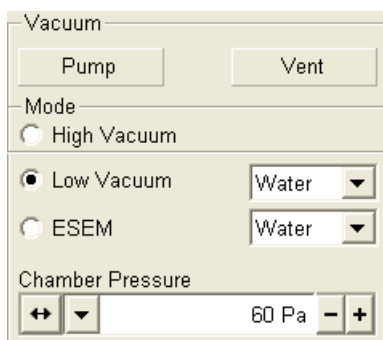 Vacuum
Pump Vent
Mode
High Vacuum
Low Vacuum Water
ESEM Water
Chamber Pressure
60 Pa